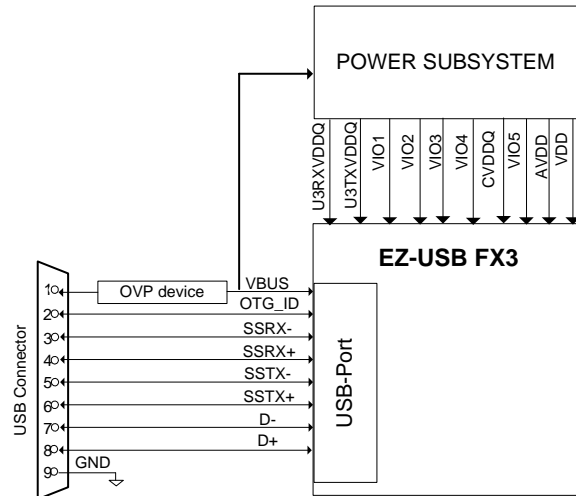 POWER SUBSYSTEM
U3RXVDDQ
U3TXVDDQ
VIO1
VIO2
VIO3
VIO4
CVDDQ
VIO5
AVDD
VDD
EZ-USB FX3
USB-Port
USB Connector
1
OVP device
VBUS
2
OTG_ID
3
SSRX-
4
SSRX+
5
SSTX-
6
SSTX+
7
D-
8
D+
9
GND